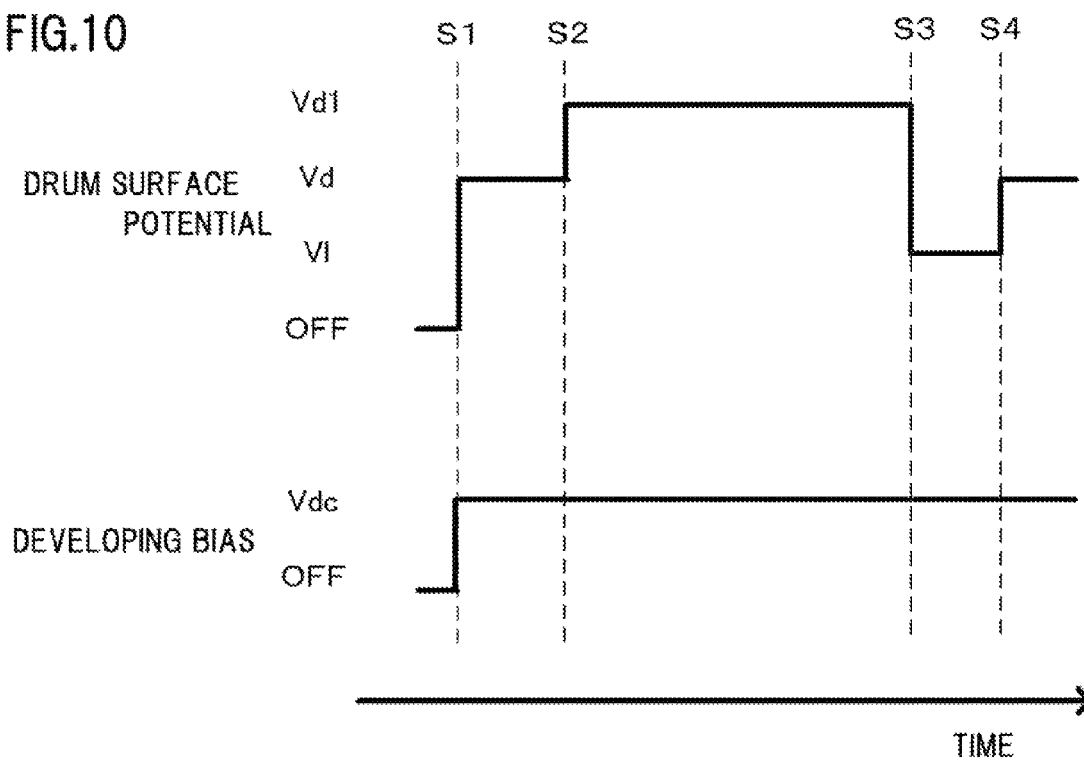 FIG.10
S1 S2 S3 S4
Vd1
DRUM SURFACE POTENTIAL
Vd
Vl
OFF
Vdc
DEVELOPING BIAS
OFF
TIME